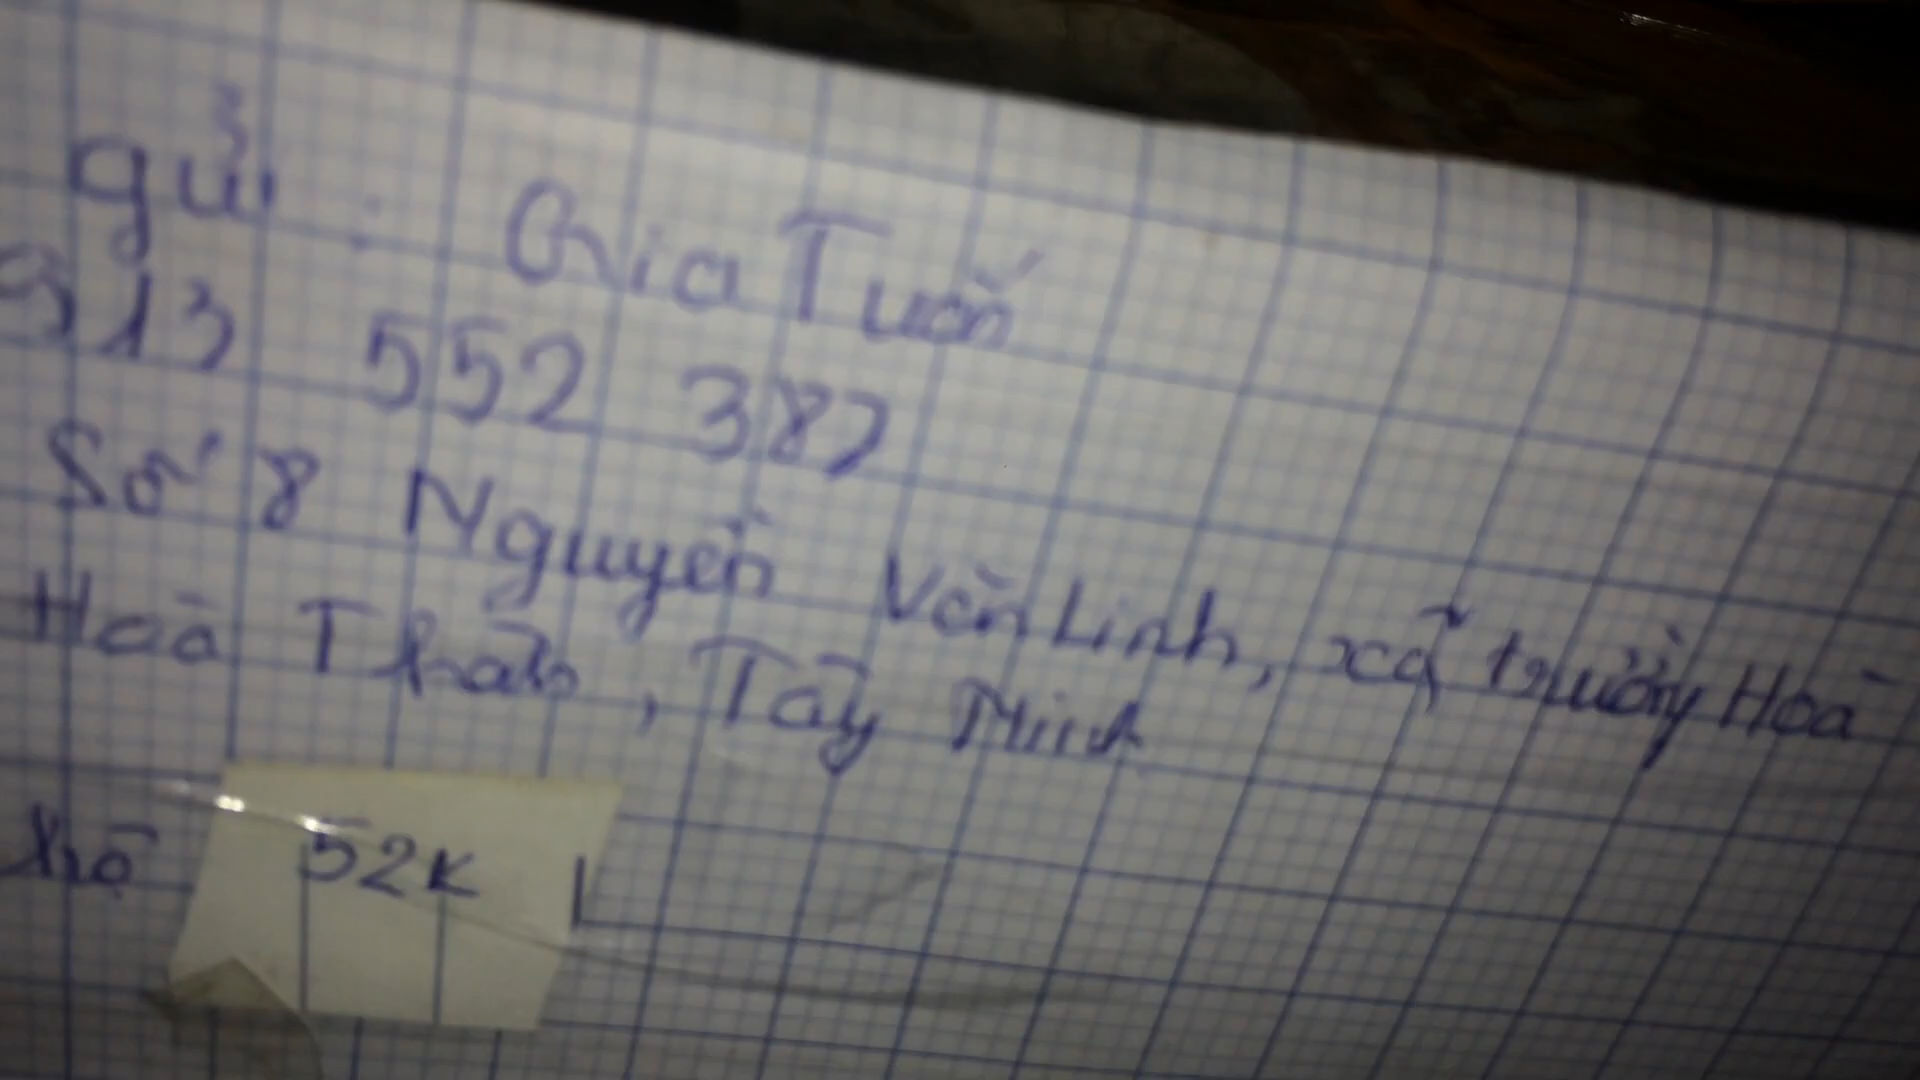 gửi : Gia Tuấn
913 552 387
Số 8 Nguyễn Văn Linh, xã trường Hoà
Hoà Thành, Tây Ninh
hộ 52K